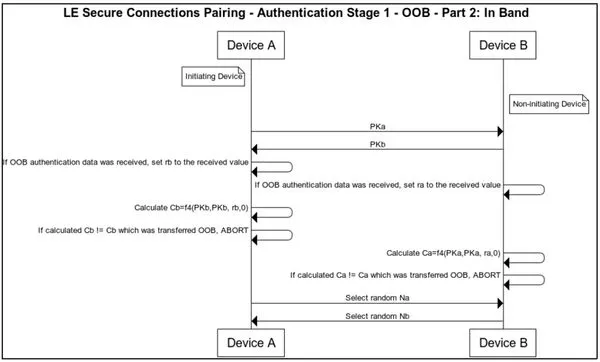 LE Secure Connections Pairing - Authentication Stage 1 - OOB - Part 2: In Band
Device A
Device B
Initiating Device
Non-initiating Device
PKa
PKb
If OOB authentication data was received, set rb to the received value
If OOB authentication data was received, set ra to the received value
Calculate Cb=f4(PKb,PKb, rb,0)
If calculated Cb != Cb which was transferred OOB, ABORT
Calculate Ca=f4(PKa,PKa, ra,0)
If calculated Ca != Ca which was transferred OOB, ABORT
Select random Na
Select random Nb
Device A
Device B